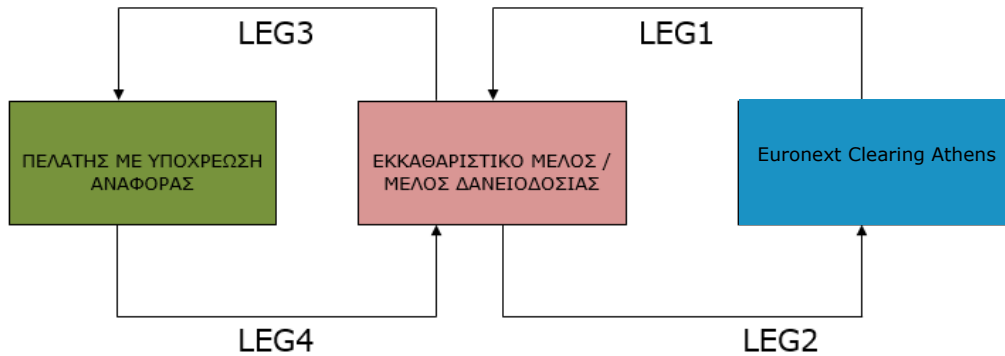 LEG3
LEG1
ΠΕΛΑΤΗΣ ΜΕ ΥΠΟΧΡΕΩΣΗ
ΑΝΑΦΟΡΑΣ
ΕΚΚΑΘΑΡΙΣΤΙΚΟ ΜΕΛΟΣ /
ΜΕΛΟΣ ΔΑΝΕΙΟΔΟΣΙΑΣ
Euronext Clearing Athens
LEG4
LEG2